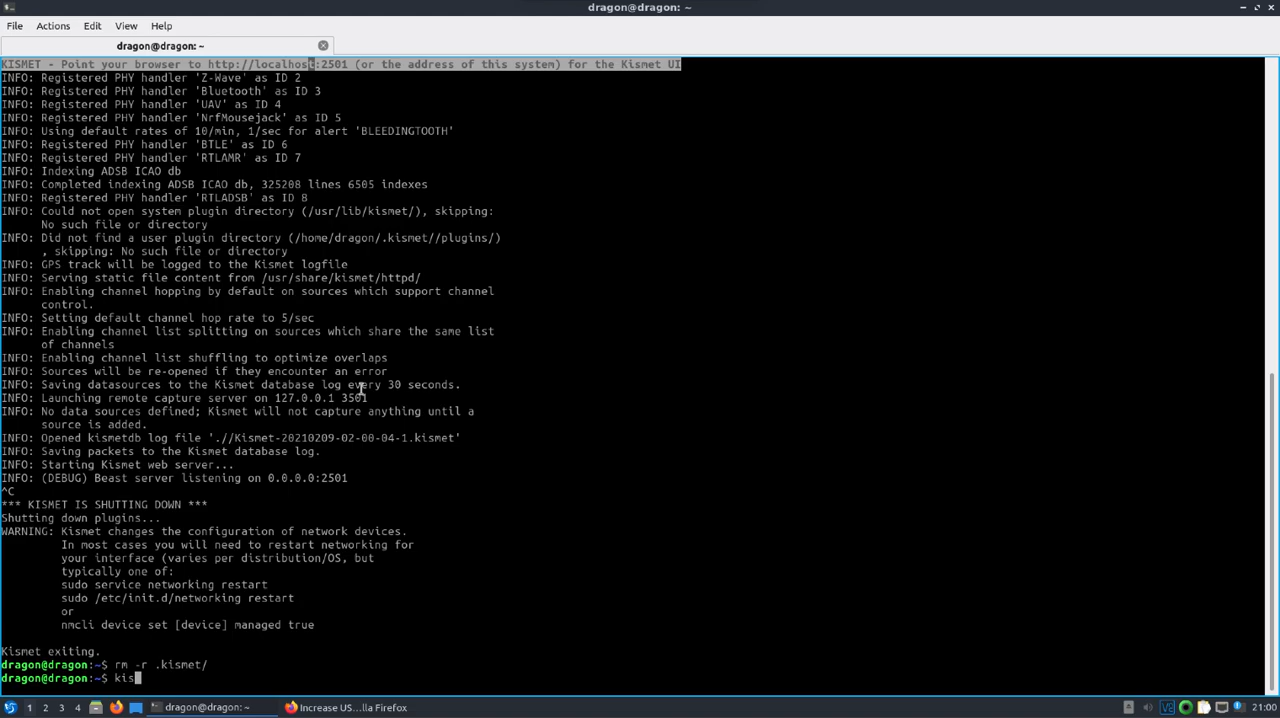 dragon@dragon: ~
File Actions Edit View Help
dragon@dragon: ~
KISMET - Point your browser to http://localhost:2501 (or the address of this system) for the Kismet UI
INFO: Registered PHY handler 'Z-Wave' as ID 2
INFO: Registered PHY handler 'Bluetooth' as ID 3
INFO: Registered PHY handler 'UAV' as ID 4
INFO: Registered PHY handler 'NrfMousejack' as ID 5
INFO: Using default rates of 10/min, 1/sec for alert 'BLEEDINGTOOTH'
INFO: Registered PHY handler 'BTLE' as ID 6
INFO: Registered PHY handler 'RTLAMR' as ID 7
INFO: Indexing ADSB ICAO db
INFO: Completed indexing ADSB ICAO db, 325208 lines 6505 indexes
INFO: Registered PHY handler 'RTLADSB' as ID 8
INFO: Could not open system plugin directory (/usr/lib/kismet/), skipping:
No such file or directory
INFO: Did not find a user plugin directory (/home/dragon/.kismet//plugins/)
, skipping: No such file or directory
INFO: GPS track will be logged to the Kismet logfile
INFO: Serving static file content from /usr/share/kismet/httpd/
INFO: Enabling channel hopping by default on sources which support channel
control.
INFO: Setting default channel hop rate to 5/sec
INFO: Enabling channel list splitting on sources which share the same list
of channels
INFO: Enabling channel list shuffling to optimize overlaps
INFO: Sources will be re-opened if they encounter an error
INFO: Saving datasources to the Kismet database log every 30 seconds.
INFO: Launching remote capture server on 127.0.0.1 3501
INFO: No data sources defined; Kismet will not capture anything until a
source is added.
INFO: Opened kismetdb log file './/Kismet-20210209-02-00-04-1.kismet'
INFO: Saving packets to the Kismet database log.
INFO: Starting Kismet web server...
INFO: (DEBUG) Beast server listening on 0.0.0.0:2501
^C
*** KISMET IS SHUTTING DOWN ***
Shutting down plugins...
WARNING: Kismet changes the configuration of network devices.
In most cases you will need to restart networking for
your interface (varies per distribution/OS, but
typically one of:
sudo service networking restart
sudo /etc/init.d/networking restart
or
nmcli device set [device] managed true
Kismet exiting.
dragon@dragon:~$ rm -r .kismet/
dragon@dragon:~$ kis
1 2 3 4 dragon@dragon: ~ Increase US...lla Firefox 21:00